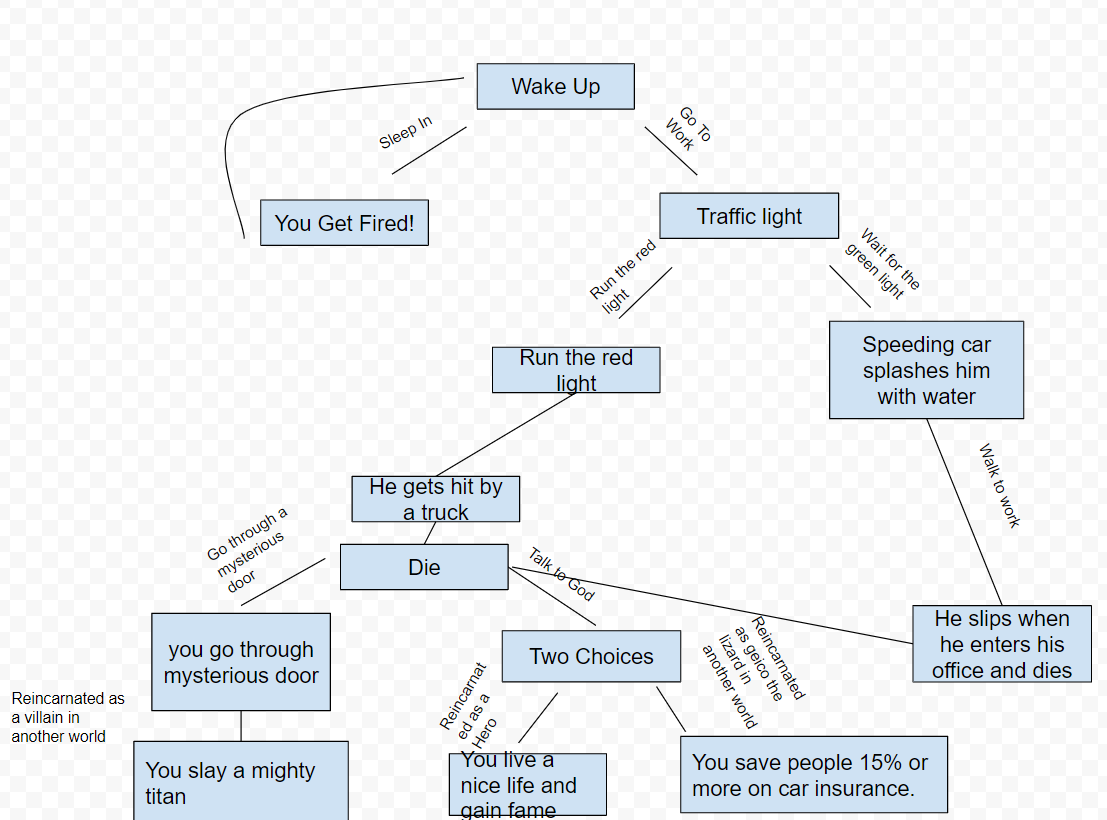 Wake Up
Sleep In
Go To
Work
You Get Fired!
Traffic light
Run the red
light
Wait for the
green light
Run the red
light
Speeding car
splashes him
with water
Walk to work
He gets hit by
a truck
Go through a
mysterious
door
Die
Talk to God
He slips when
he enters his
office and dies
you go through
mysterious door
Two Choices
Reincarnated as
a villain in
another world
Reincarnat
ed as a
Hero
Reincarnated
as geico the
lizard in
another world
You slay a mighty
titan
You live a
nice life and
gain fame
You save people 15% or
more on car insurance.